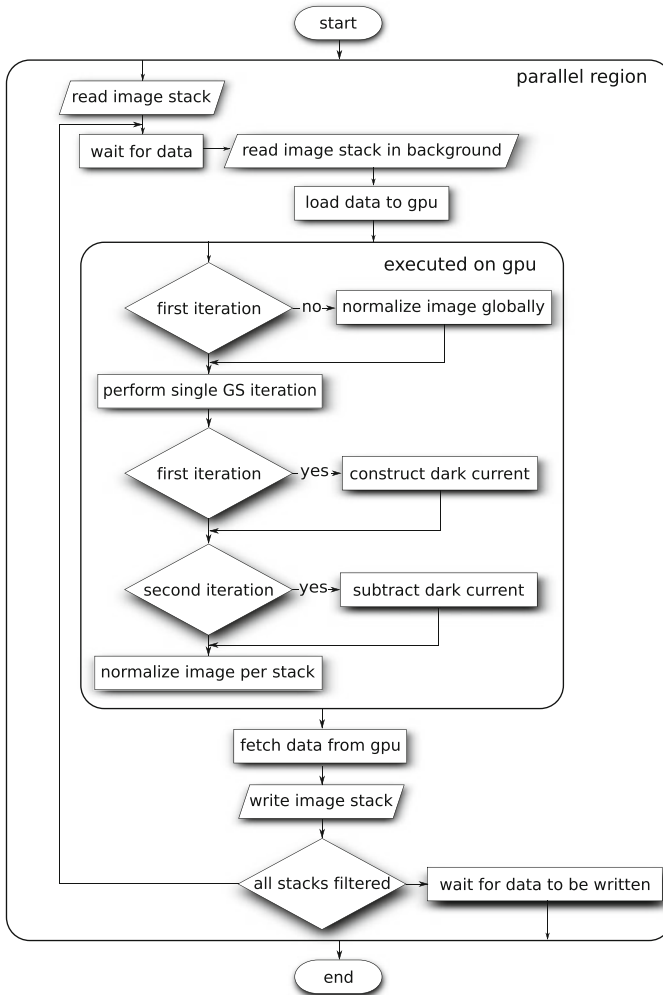 start
parallel region
read image stack
wait for data
read image stack in background
load data to gpu
executed on gpu
first iteration
no
normalize image globally
perform single GS iteration
first iteration
yes
construct dark current
second iteration
yes
subtract dark current
normalize image per stack
fetch data from gpu
write image stack
all stacks filtered
wait for data to be written
end